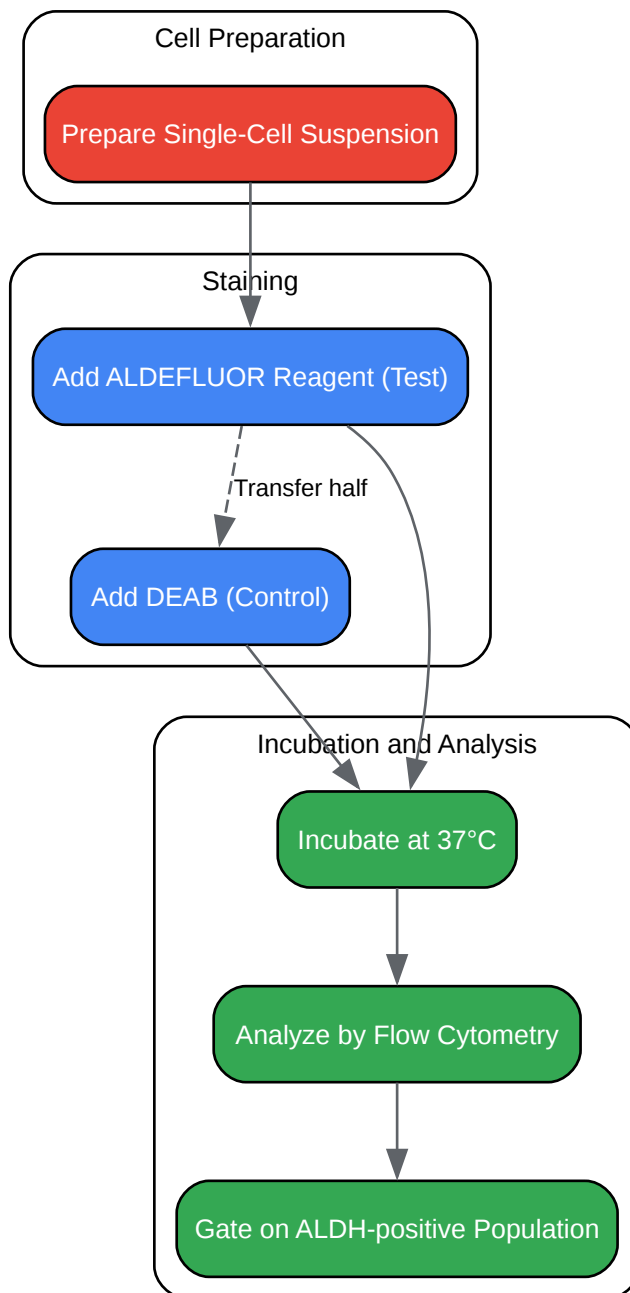 Cell Preparation
Prepare Single-Cell Suspension
Staining
Add ALDEFLUOR Reagent (Test)
Transfer half
Add DEAB (Control)
Incubation and Analysis
Incubate at 37°C
Analyze by Flow Cytometry
Gate on ALDH-positive Population